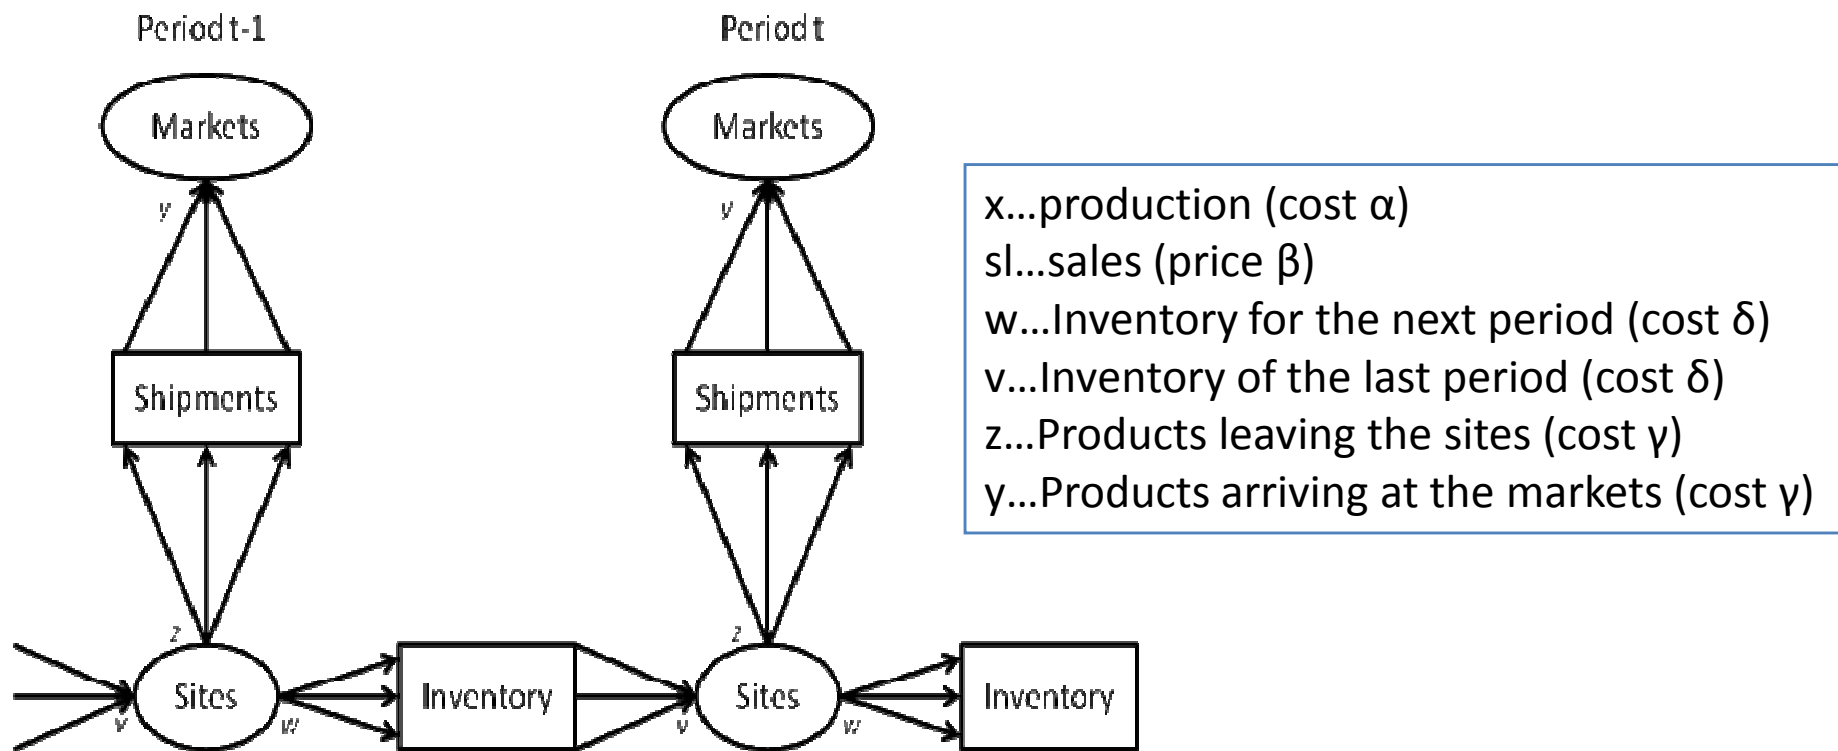 Period t-1
Period t
Markets
Markets
y
y
Shipments
Shipments
z
z
Sites
Inventory
Sites
Inventory
v
w
v
w
x...production (cost α)
sl...sales (price β)
w...Inventory for the next period (cost δ)
v...Inventory of the last period (cost δ)
z...Products leaving the sites (cost γ)
y...Products arriving at the markets (cost γ)